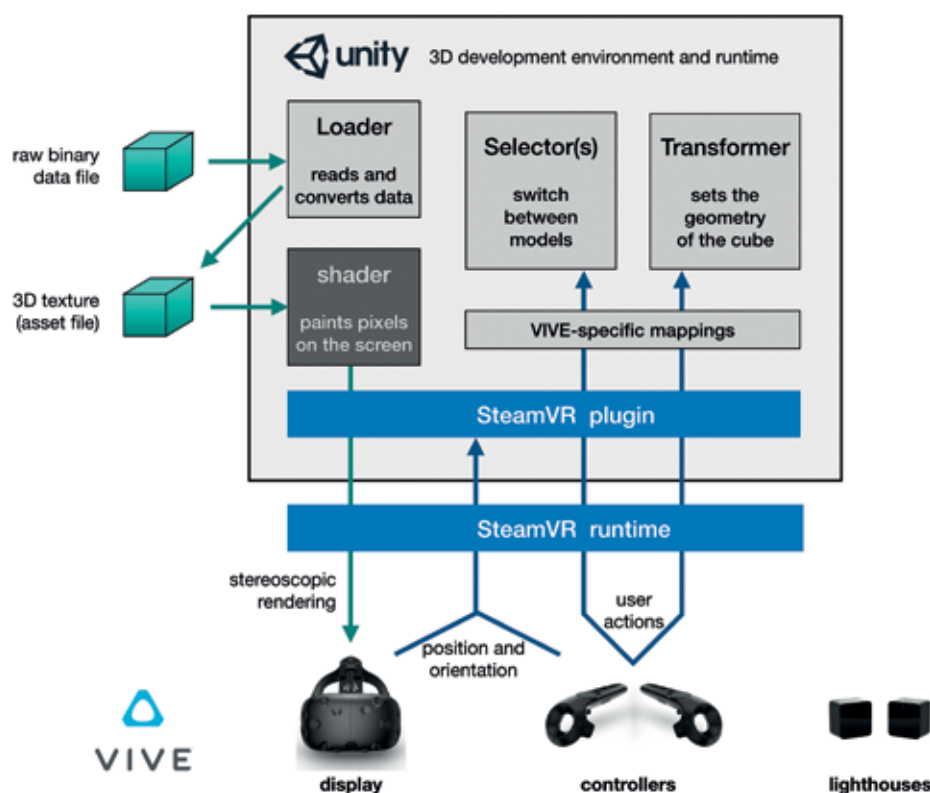 unity 3D development environment and runtime
Loader
reads and
converts data
Selector(s)
switch
between
models
Transformer
sets the
geometry
of the cube
raw binary
data file
3D texture
(asset file)
shader
paints pixels
on the screen
VIVE-specific mappings
SteamVR plugin
SteamVR runtime
stereoscopic
rendering
position and
orientation
user
actions
VIVE
display
controllers
lighthouses